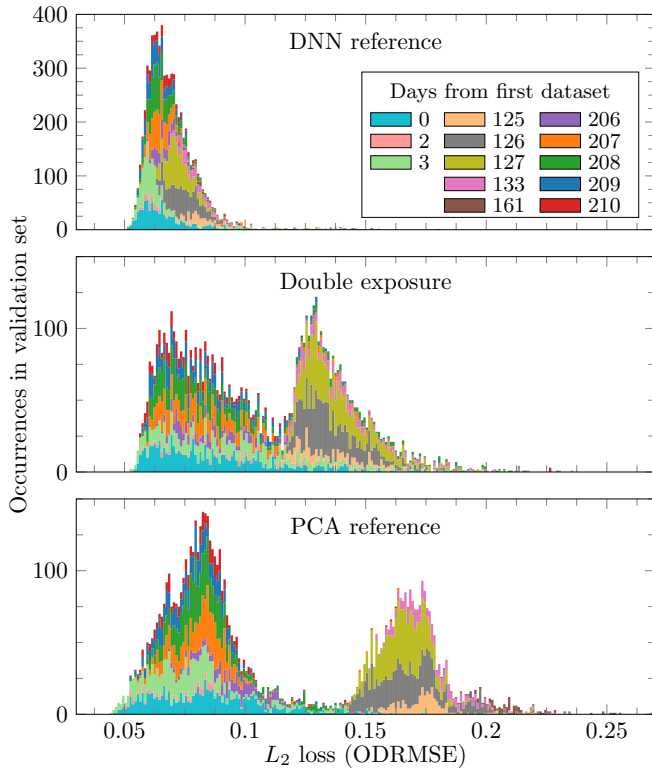 DNN reference
400
300
200
100
0
Days from first dataset
0 125 206
2 126 207
3 127 208
133 209
161 210
Occurrences in validation set
Double exposure
100
0
PCA reference
100
0
0.05 0.1 0.15 0.2 0.25
L₂ loss (ODRMSE)